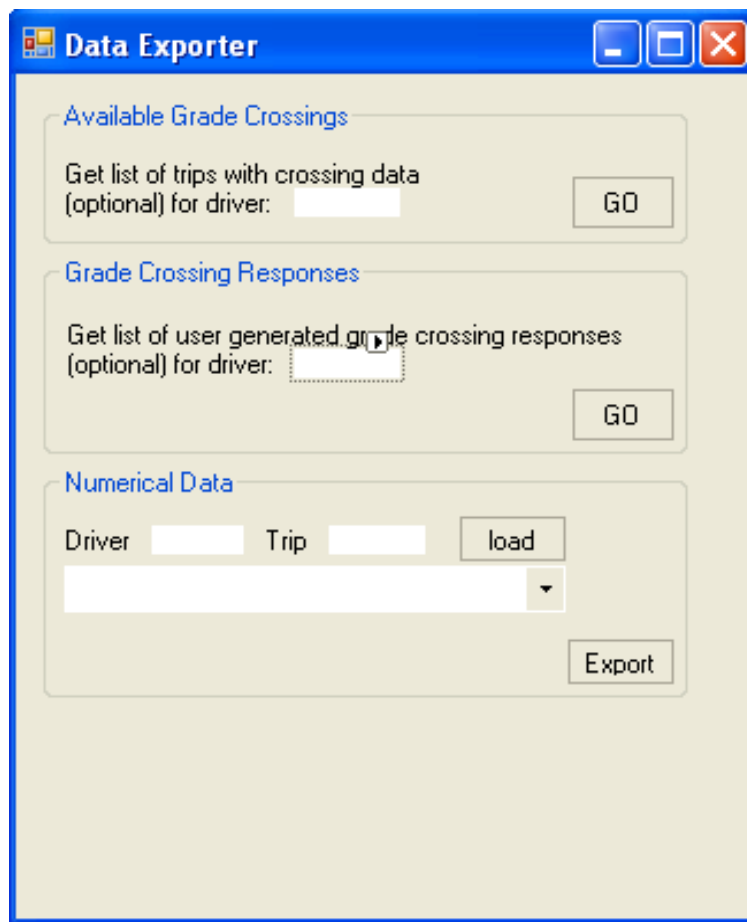 Data Exporter
Available Grade Crossings
Get list of trips with crossing data
(optional) for driver:
GO
Grade Crossing Responses
Get list of user generated grade crossing responses
(optional) for driver:
GO
Numerical Data
Driver Trip load
Export